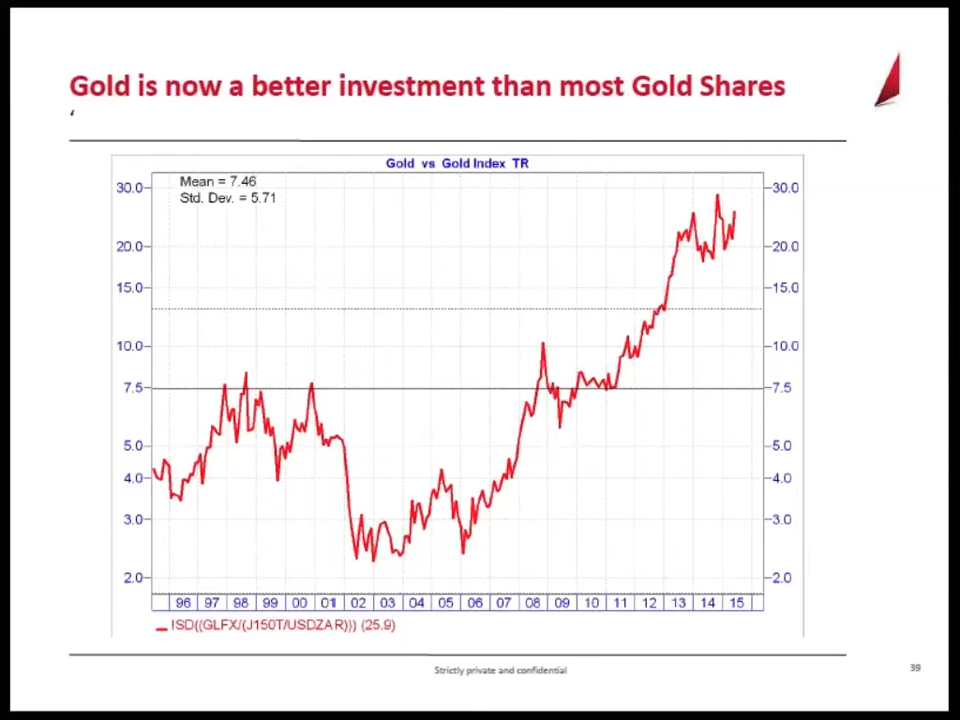 Gold is now a better investment than most Gold Shares
‘
Gold vs Gold Index TR
Mean = 7.46
Std. Dev. = 5.71
30.0 30.0
20.0 20.0
15.0 15.0
10.0 10.0
7.5 7.5
5.0 5.0
4.0 4.0
3.0 3.0
2.0 2.0
96 97 98 99 00 01 02 03 04 05 06 07 08 09 10 11 12 13 14 15
ISD((GLFX/(J150T/USDZAR))) (25.9)
Strictly private and confidential
39